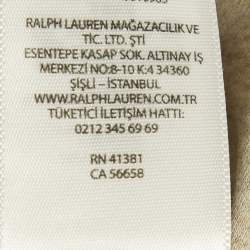 RALPH LAUREN MAĞAZACILIK VE
TİC. LTD. ŞTİ
ESENTEPE KASAP SOK. ALTINAY İŞ
MERKEZİ NO:8-10 K:4 34360
ŞİŞLİ – İSTANBUL
WWW.RALPHLAUREN.COM.TR
TÜKETİCİ İLETİŞİM HATTI:
0212 345 69 69
RN 41381
CA 56658